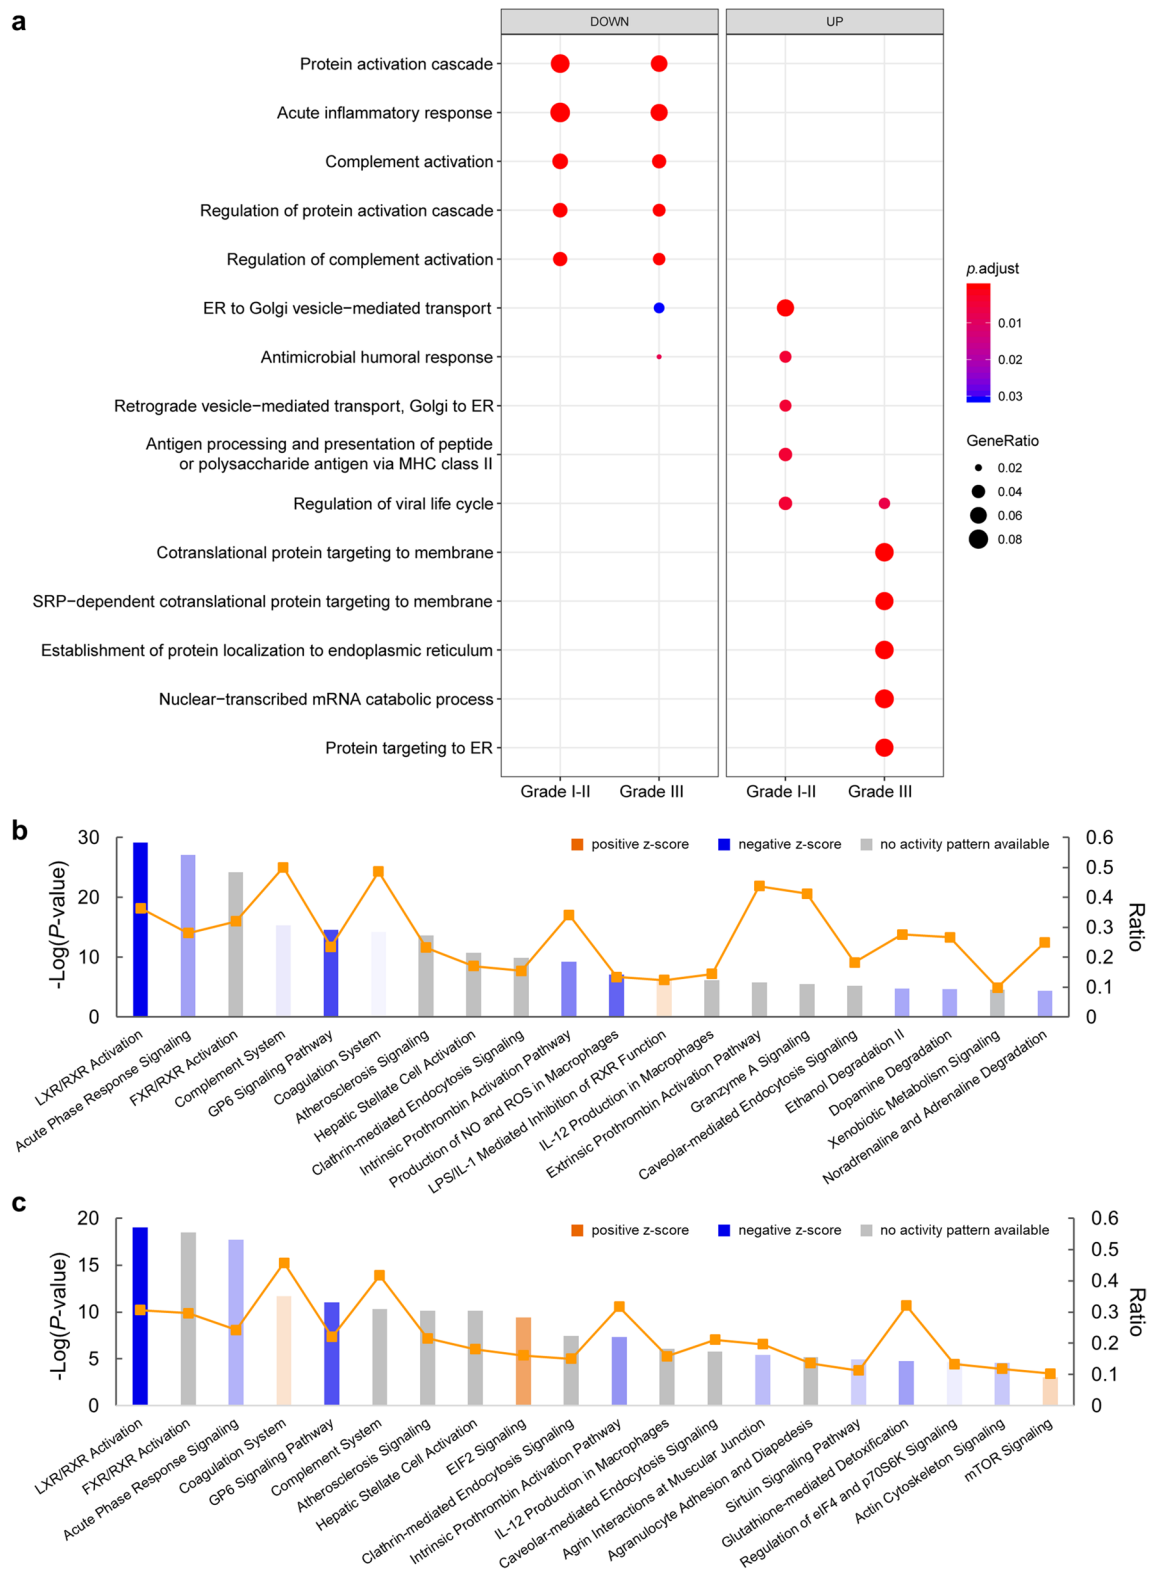 a
DOWN
UP
Protein activation cascade
Acute inflammatory response
Complement activation
Regulation of protein activation cascade
Regulation of complement activation
ER to Golgi vesicle−mediated transport
Antimicrobial humoral response
Retrograde vesicle−mediated transport, Golgi to ER
Antigen processing and presentation of peptide
or polysaccharide antigen via MHC class II
Regulation of viral life cycle
Cotranslational protein targeting to membrane
SRP−dependent cotranslational protein targeting to membrane
Establishment of protein localization to endoplasmic reticulum
Nuclear−transcribed mRNA catabolic process
Protein targeting to ER
Grade I-II
Grade III
Grade I-II
Grade III
p.adjust
0.01
0.02
0.03
GeneRatio
0.02
0.04
0.06
0.08
b
30
20
10
0
-Log(P-value)
positive z-score
negative z-score
no activity pattern available
0.6
0.5
0.4
0.3
0.2
0.1
0
Ratio
LXR/RXR Activation
Acute Phase Response Signaling
FXR/RXR Activation
Complement System
GP6 Signaling Pathway
Coagulation System
Atherosclerosis Signaling
Hepatic Stellate Cell Activation
Clathrin-mediated Endocytosis Signaling
Intrinsic Prothrombin Activation Pathway
Production of NO and ROS in Macrophages
LPS/IL-1 Mediated Inhibition of RXR Function
IL-12 Production in Macrophages
Extrinsic Prothrombin Activation Pathway
Granzyme A Signaling
Caveolar-mediated Endocytosis Signaling
Ethanol Degradation II
Dopamine Degradation
Xenobiotic Metabolism Signaling
Noradrenaline and Adrenaline Degradation
c
20
15
10
5
0
-Log(P-value)
positive z-score
negative z-score
no activity pattern available
0.6
0.5
0.4
0.3
0.2
0.1
0
Ratio
LXR/RXR Activation
FXR/RXR Activation
Acute Phase Response Signaling
Coagulation System
GP6 Signaling Pathway
Complement System
Atherosclerosis Signaling
Hepatic Stellate Cell Activation
EIF2 Signaling
Clathrin-mediated Endocytosis Signaling
Intrinsic Prothrombin Activation Pathway
IL-12 Production in Macrophages
Caveolar-mediated Endocytosis Signaling
Agrin Interactions at Muscular Junction
Agranulocyte Adhesion and Diapedesis
Sirtuin Signaling Pathway
Glutathione-mediated Detoxification
Regulation of eIF4 and p70S6K Signaling
Actin Cytoskeleton Signaling
mTOR Signaling